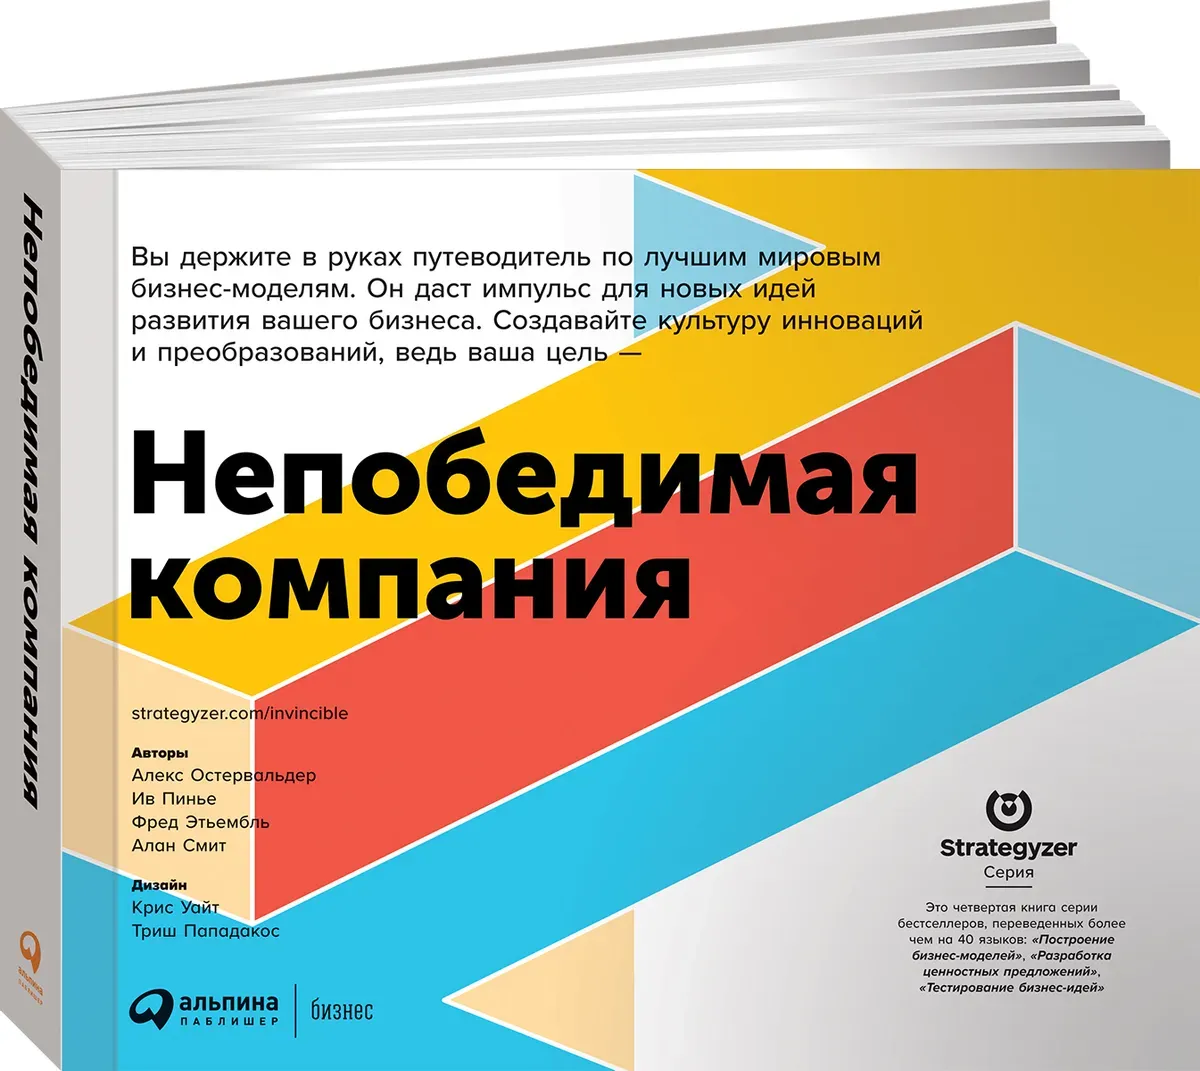 Непобедимая компания
альпина
ПАБЛИШЕР
Вы держите в руках путеводитель по лучшим мировым
бизнес-моделям. Он даст импульс для новых идей
развития вашего бизнеса. Создавайте культуру инноваций
и преобразований, ведь ваша цель —
Непобедимая
компания
strategyzer.com/invincible
Авторы
Алекс Остервальдер
Ив Пинье
Фред Этьембль
Алан Смит
Дизайн
Крис Уайт
Триш Пападакос
альпина
ПАБЛИШЕР
бизнес
Strategyzer
Серия
Это четвертая книга серии
бестселлеров, переведенных более
чем на 40 языков: «Построение
бизнес-моделей», «Разработка
ценностных предложений»,
«Тестирование бизнес-идей»